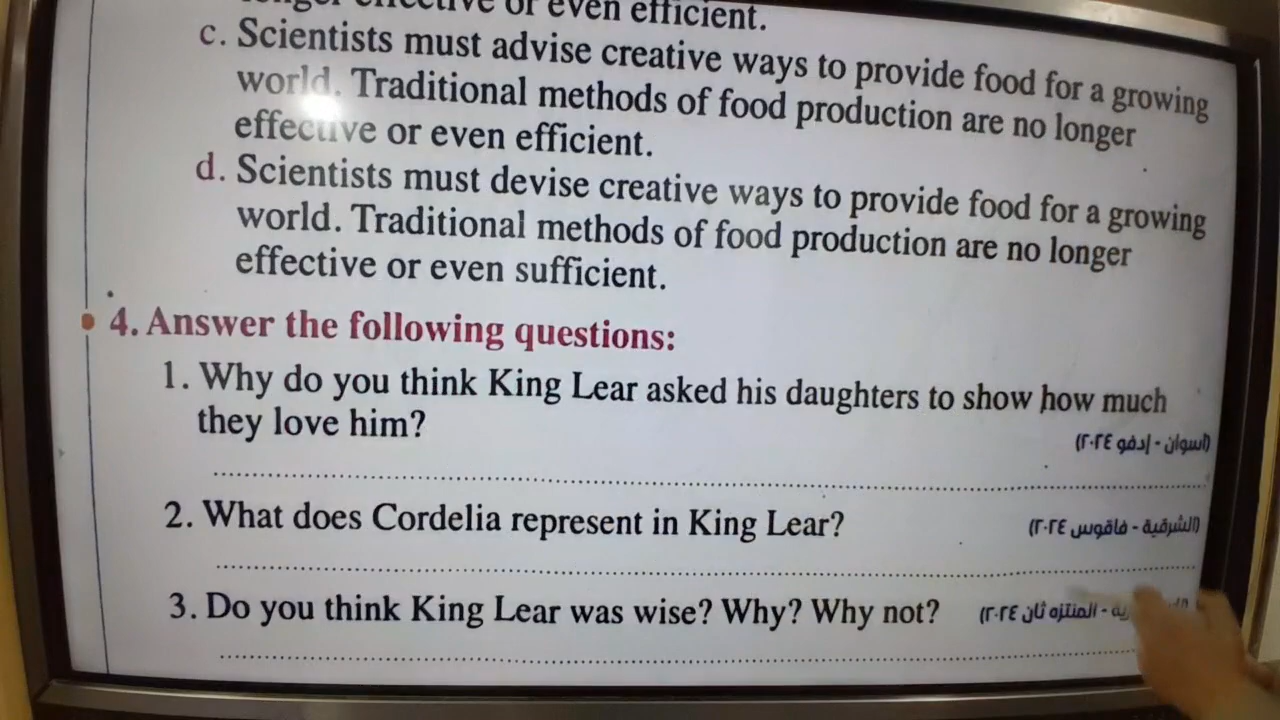 longer effective or even efficient.
c. Scientists must advise creative ways to provide food for a growing
world. Traditional methods of food production are no longer
effective or even efficient.
d. Scientists must devise creative ways to provide food for a growing
world. Traditional methods of food production are no longer
effective or even sufficient.
4. Answer the following questions:
1. Why do you think King Lear asked his daughters to show how much
they love him?
(أسوان - إدفو ٢٠٢٤)
2. What does Cordelia represent in King Lear? (الشرقية - فاقوس ٢٠٢٤)
3. Do you think King Lear was wise? Why? Why not? - المنتزه ثان ٢٠٢٤)